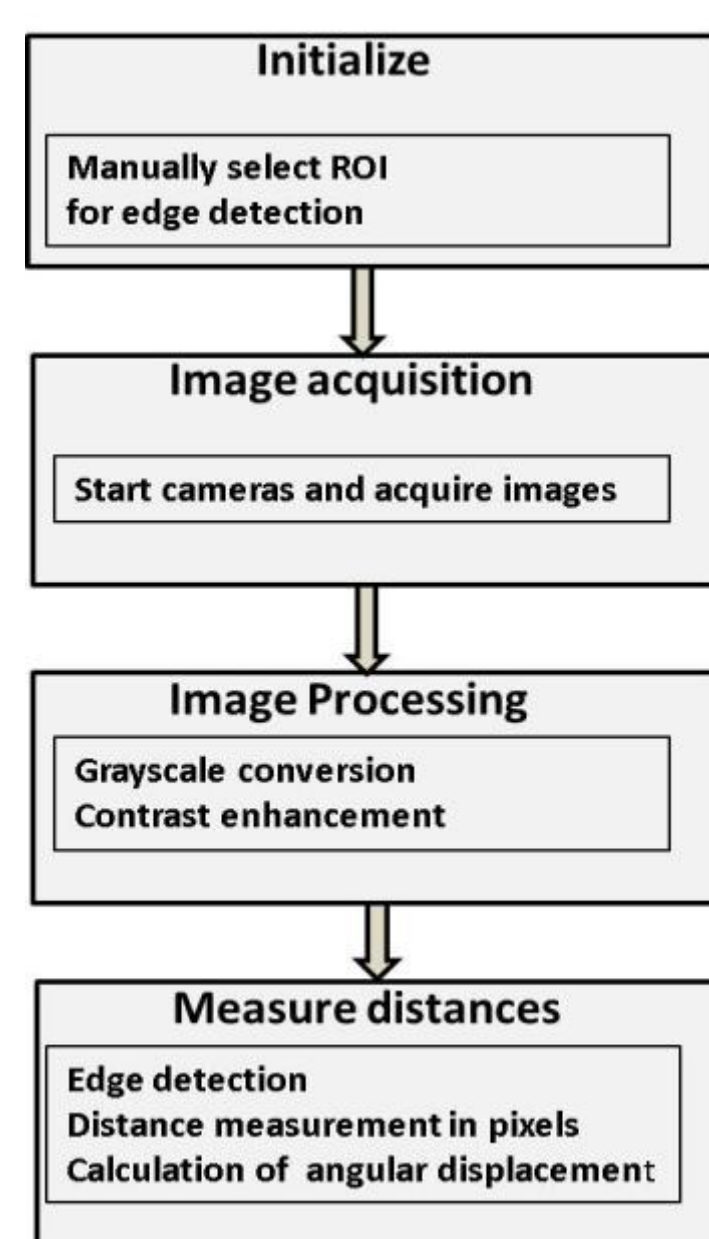 Initialize
Manually select ROI
for edge detection
Image acquisition
Start cameras and acquire images
Image Processing
Grayscale conversion
Contrast enhancement
Measure distances
Edge detection
Distance measurement in pixels
Calculation of angular displacement